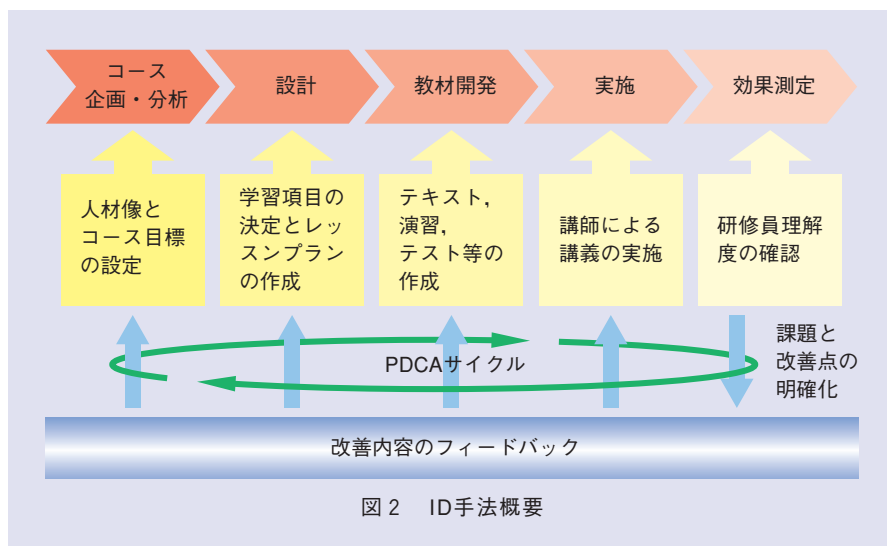 コース
企画・分析
設計
教材開発
実施
効果測定
人材像と
コース目標
の設定
学習項目の
決定とレッ
スンプラン
の作成
テキスト，
演習，
テスト等の
作成
講師による
講義の実施
研修員理解
度の確認
課題と
改善点の
明確化
PDCAサイクル
改善内容のフィードバック
図2　ID手法概要